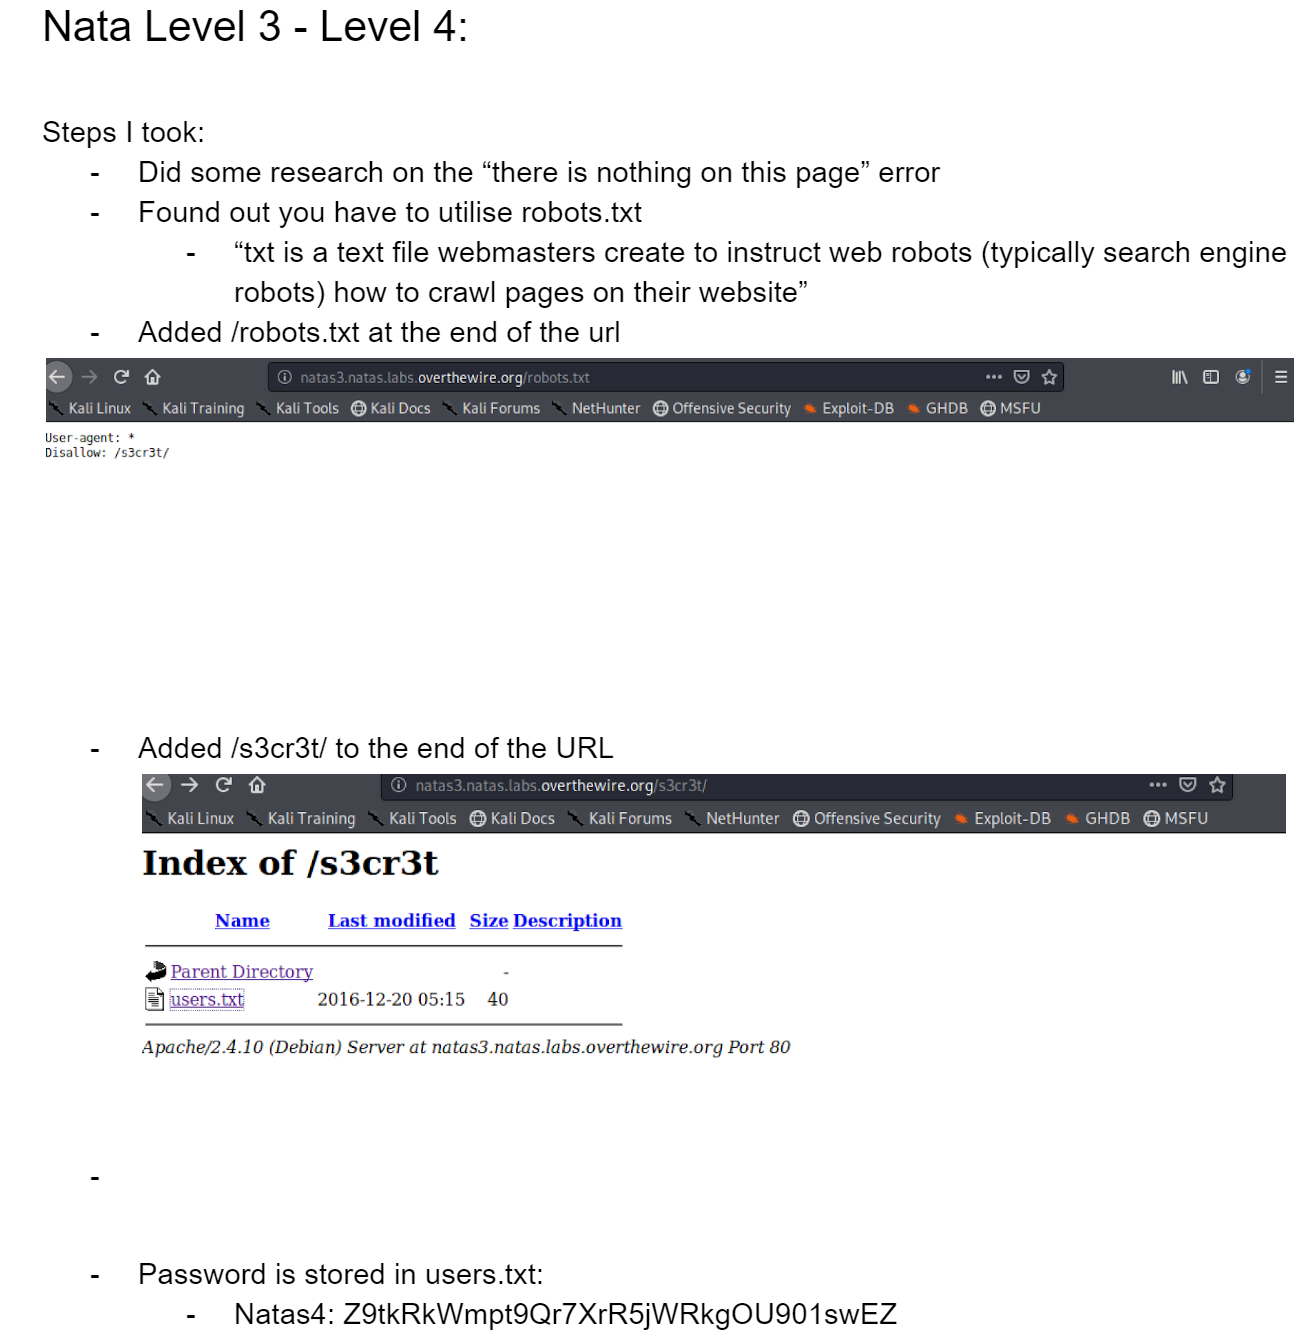 Nata Level 3 - Level 4:
Steps I took:
- Did some research on the “there is nothing on this page” error
- Found out you have to utilise robots.txt
- “txt is a text file webmasters create to instruct web robots (typically search engine
robots) how to crawl pages on their website”
- Added /robots.txt at the end of the url
natas3.natas.labs.overthewire.org/robots.txt
Kali Linux Kali Training Kali Tools Kali Docs Kali Forums NetHunter Offensive Security Exploit-DB GHDB MSFU
User-agent: *
Disallow: /s3cr3t/
- Added /s3cr3t/ to the end of the URL
natas3.natas.labs.overthewire.org/s3cr3t/
Kali Linux Kali Training Kali Tools Kali Docs Kali Forums NetHunter Offensive Security Exploit-DB GHDB MSFU
Index of /s3cr3t
Name Last modified Size Description
Parent Directory -
users.txt 2016-12-20 05:15 40
Apache/2.4.10 (Debian) Server at natas3.natas.labs.overthewire.org Port 80
-
- Password is stored in users.txt:
- Natas4: Z9tkRkWmpt9Qr7XrR5jWRkgOU901swEZ